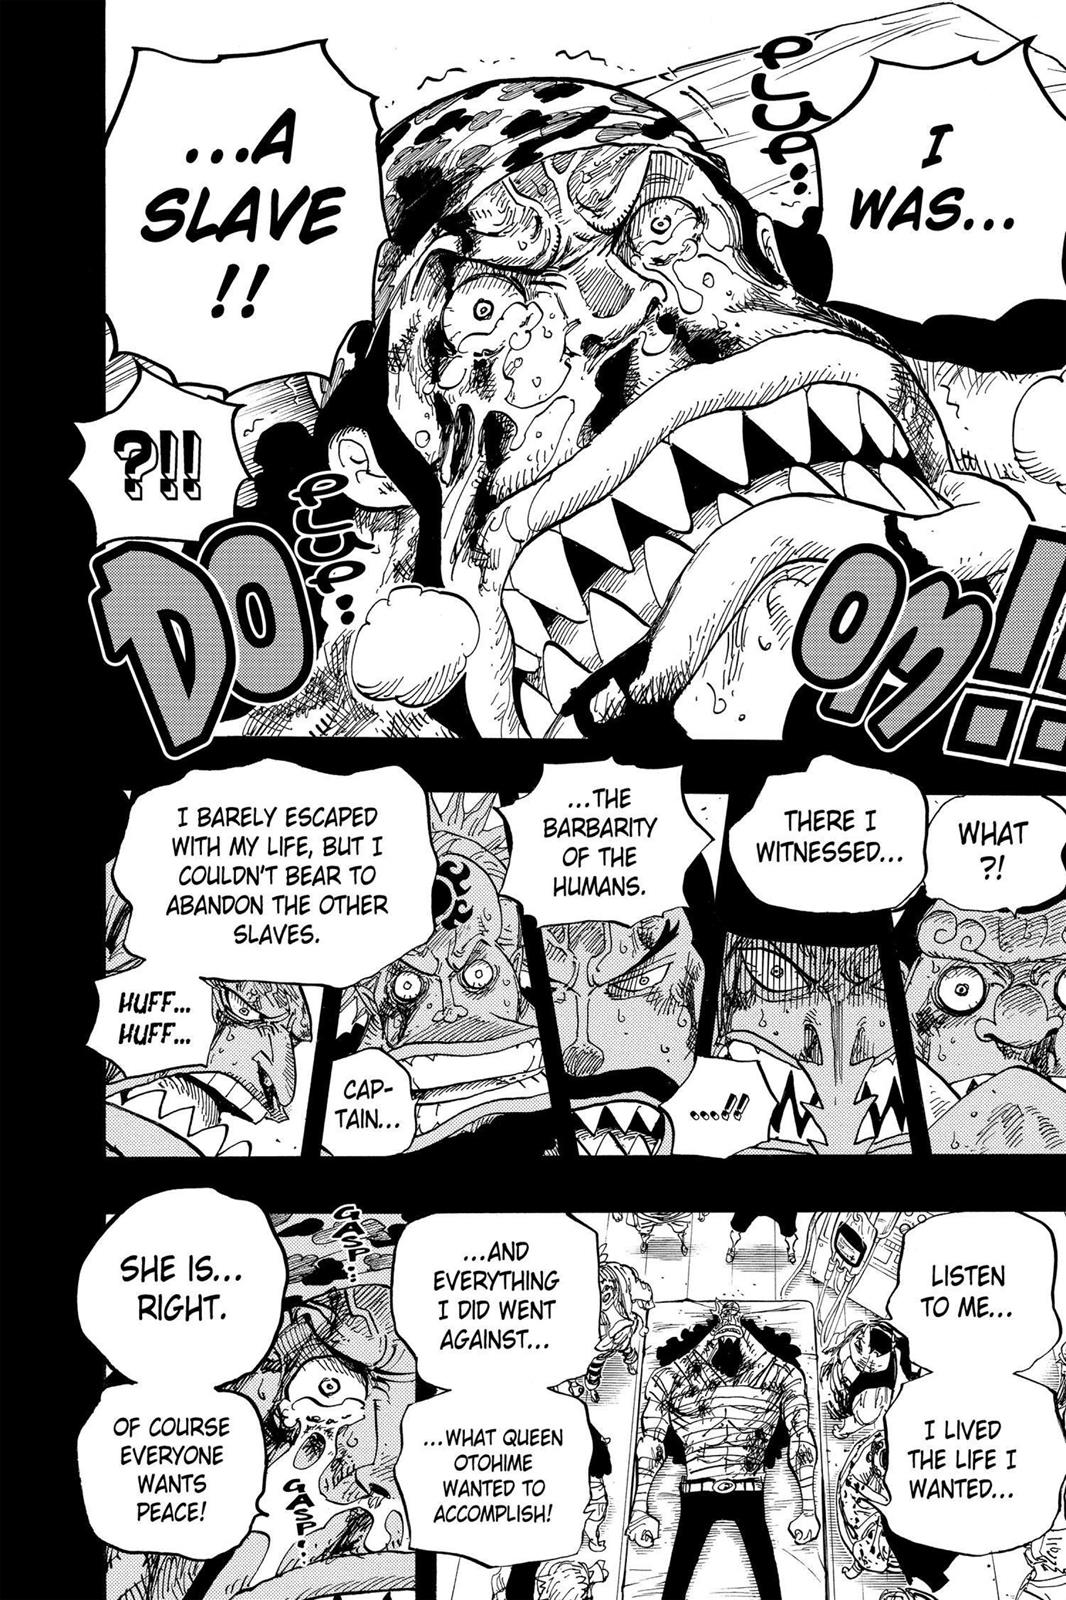 I
WAS...
...A
SLAVE
!!
?!!
DOOM!!
WHAT
?!
THERE I
WITNESSED...
...THE
BARBARITY
OF THE
HUMANS.
....!!
I BARELY ESCAPED
WITH MY LIFE, BUT I
COULDN'T BEAR TO
ABANDON THE OTHER
SLAVES.
CAP-
TAIN...
HUFF...
HUFF...
LISTEN
TO ME...
I LIVED
THE LIFE I
WANTED...
...AND
EVERYTHING
I DID WENT
AGAINST...
...WHAT QUEEN
OTOHIME
WANTED TO
ACCOMPLISH!
GASP...
SHE IS...
RIGHT.
OF COURSE
EVERYONE
WANTS
PEACE!
GASP...